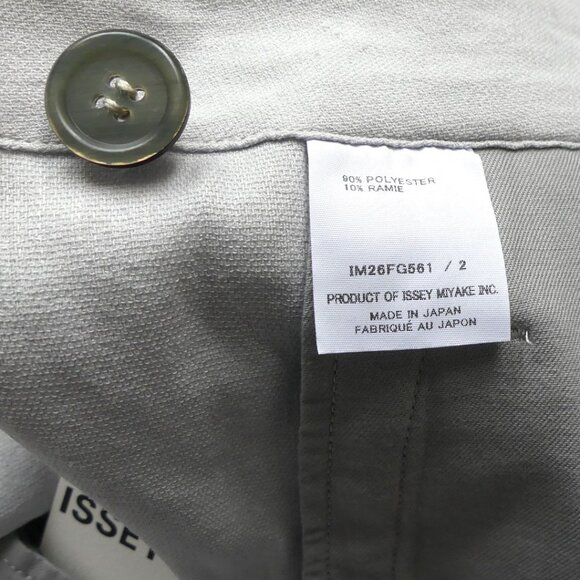 90% POLYESTER
10% RAMIE
IM26FG561 / 2
PRODUCT OF ISSEY MIYAKE INC.
MADE IN JAPAN
FABRIQUÉ AU JAPON
ISSEY